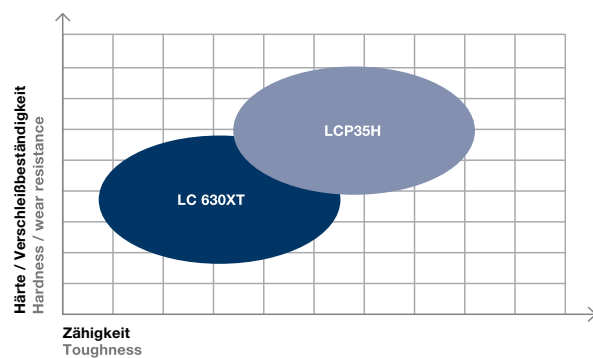 Härte / Verschleißbeständigkeit
Hardness / wear resistance
LCP35H
LC 630XT
Zähigkeit
Toughness